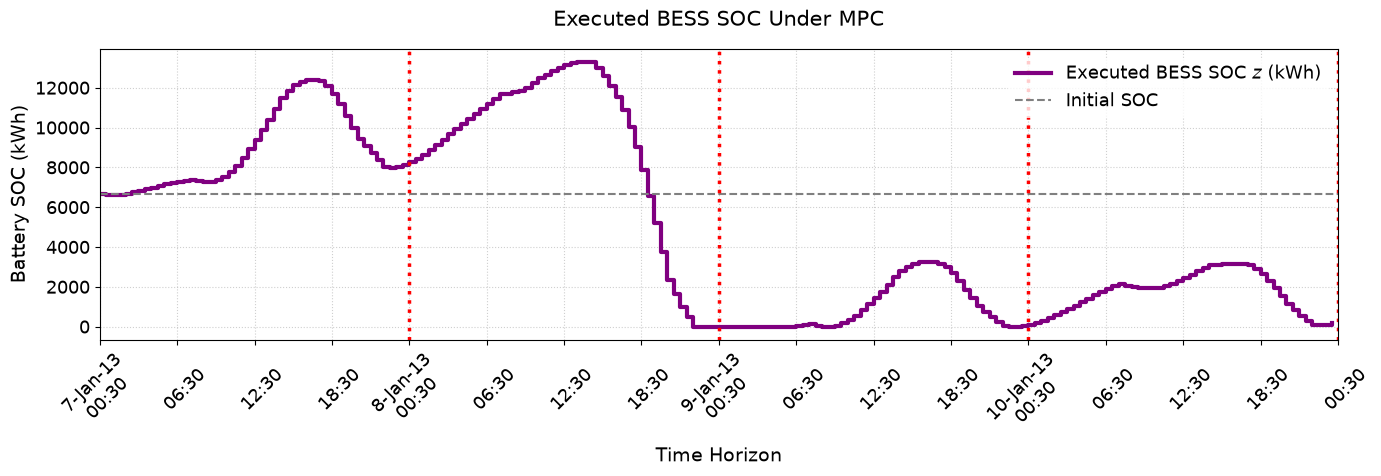 Executed BESS SOC Under MPC
Battery SOC (kWh)
12000
10000
8000
6000
4000
2000
0
Executed BESS SOC z (kWh)
Initial SOC
7-Jan-13
00:30
06:30
12:30
18:30
8-Jan-13
00:30
06:30
12:30
18:30
9-Jan-13
00:30
06:30
12:30
18:30
10-Jan-13
00:30
06:30
12:30
18:30
00:30
Time Horizon